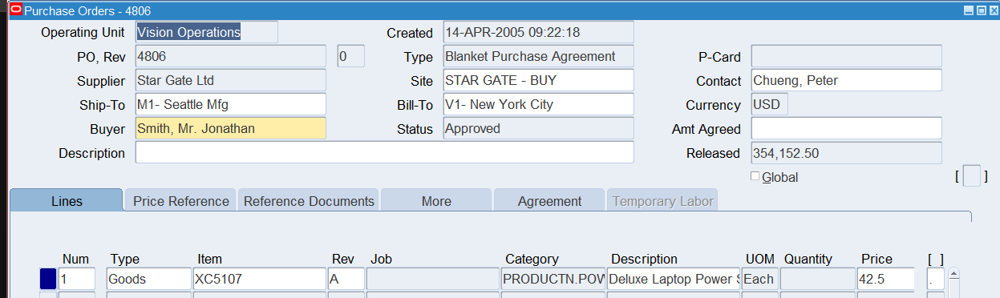 Purchase Orders - 4806
Operating Unit Vision Operations Created 14-APR-2005 09:22:18
PO, Rev 4806 0 Type Blanket Purchase Agreement P-Card
Supplier Star Gate Ltd Site STAR GATE - BUY Contact Chueng, Peter
Ship-To M1- Seattle Mfg Bill-To V1- New York City Currency USD
Buyer Smith, Mr. Jonathan Status Approved Amt Agreed
Description Released 354,152.50
Global [ ]
Lines Price Reference Reference Documents More Agreement Temporary Labor
Num Type Item Rev Job Category Description UOM Quantity Price [ ]
1 Goods XC5107 A PRODUCTN.POW Deluxe Laptop Power S Each 42.5 .